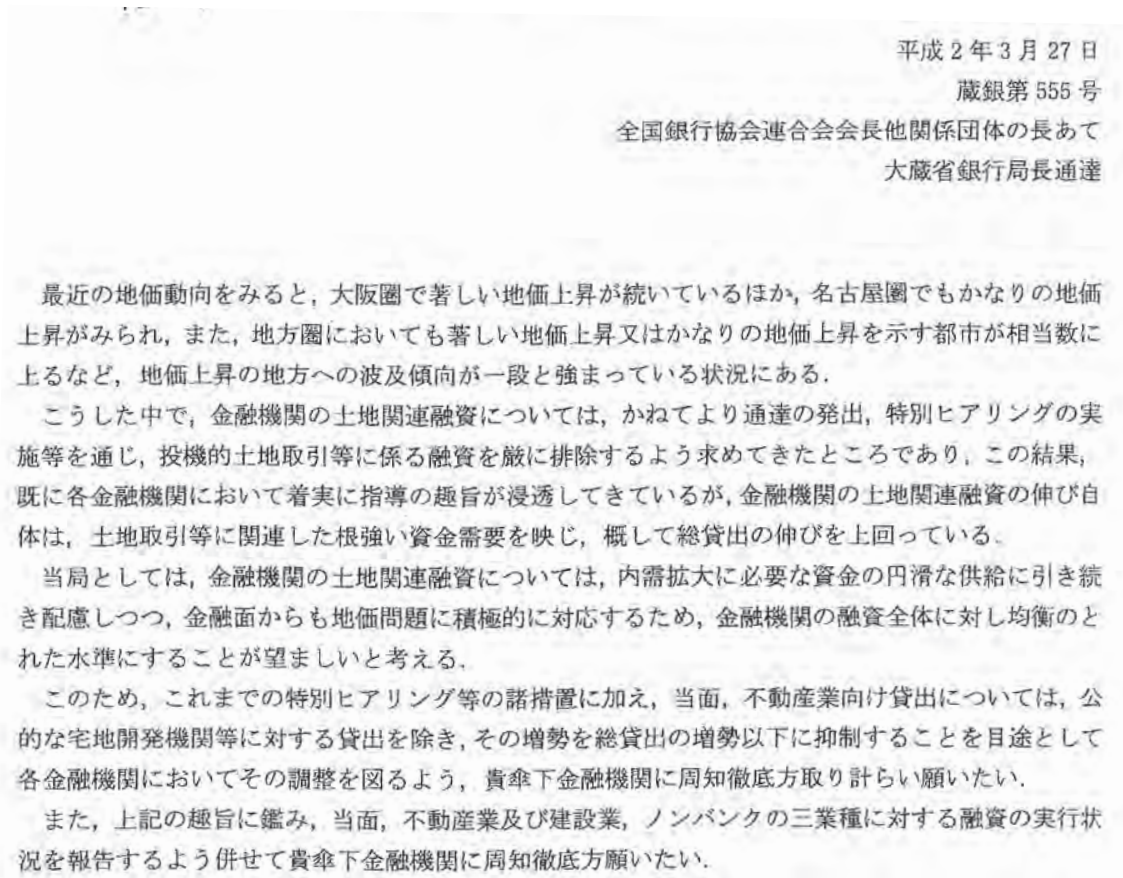 平成2年3月27日
蔵銀第555号
全国銀行協会連合会会長他関係団体の長あて
大蔵省銀行局長通達
最近の地価動向をみると，大阪圏で著しい地価上昇が続いているほか，名古屋圏でもかなりの地価
上昇がみられ，また，地方圏においても著しい地価上昇又はかなりの地価上昇を示す都市が相当数に
上るなど，地価上昇の地方への波及傾向が一段と強まっている状況にある．
こうした中で，金融機関の土地関連融資については，かねてより通達の発出，特別ヒアリングの実
施等を通じ，投機的土地取引等に係る融資を厳に排除するよう求めてきたところであり，この結果，
既に各金融機関において着実に指導の趣旨が浸透してきているが，金融機関の土地関連融資の伸び自
体は，土地取引等に関連した根強い資金需要を映じ，概して総貸出の伸びを上回っている．
当局としては，金融機関の土地関連融資については，内需拡大に必要な資金の円滑な供給に引き続
き配慮しつつ，金融面からも地価問題に積極的に対応するため，金融機関の融資全体に対し均衡のと
れた水準にすることが望ましいと考える．
このため，これまでの特別ヒアリング等の諸措置に加え，当面，不動産業向け貸出については，公
的な宅地開発機関等に対する貸出を除き，その増勢を総貸出の増勢以下に抑制することを目途として
各金融機関においてその調整を図るよう，貴傘下金融機関に周知徹底方取り計らい願いたい．
また，上記の趣旨に鑑み，当面，不動産業及び建設業，ノンバンクの三業種に対する融資の実行状
況を報告するよう併せて貴傘下金融機関に周知徹底方願いたい．